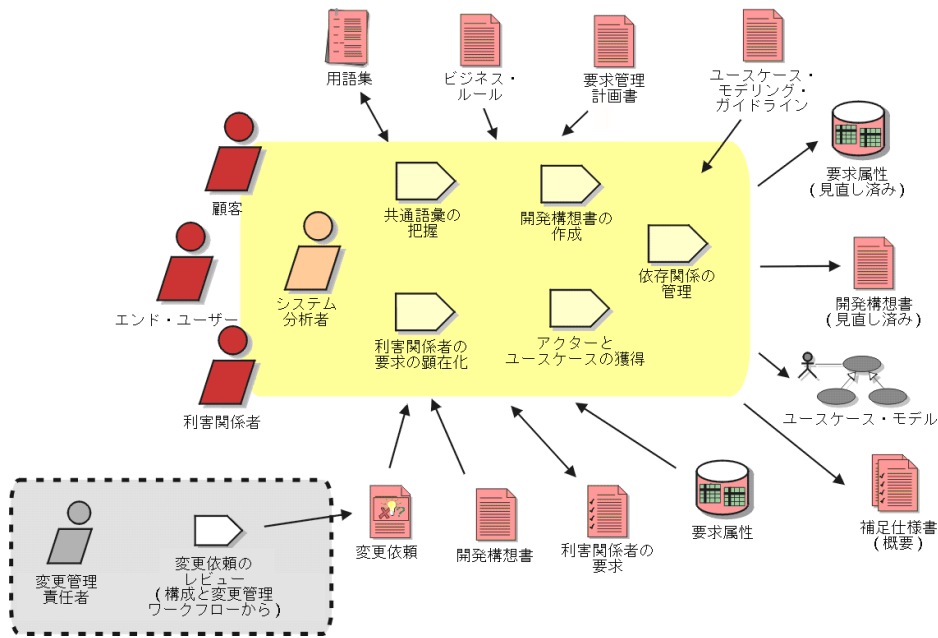 用語集
ビジネス・
ルール
要求管理
計画書
ユースケース・
モデリング・
ガイドライン
要求属性
(見直し済み)
顧客
共通語彙の
把握
開発構想書の
作成
依存関係の
管理
エンド・ユーザー
システム
分析者
開発構想書
(見直し済み)
利害関係者の
要求の顕在化
アクターと
ユースケースの獲得
利害関係者
ユースケース・モデル
変更依頼
開発構想書
利害関係者の
要求
要求属性
補足仕様書
(概要)
変更管理
責任者
変更依頼の
レビュー
(構成と変更管理
ワークフローから)